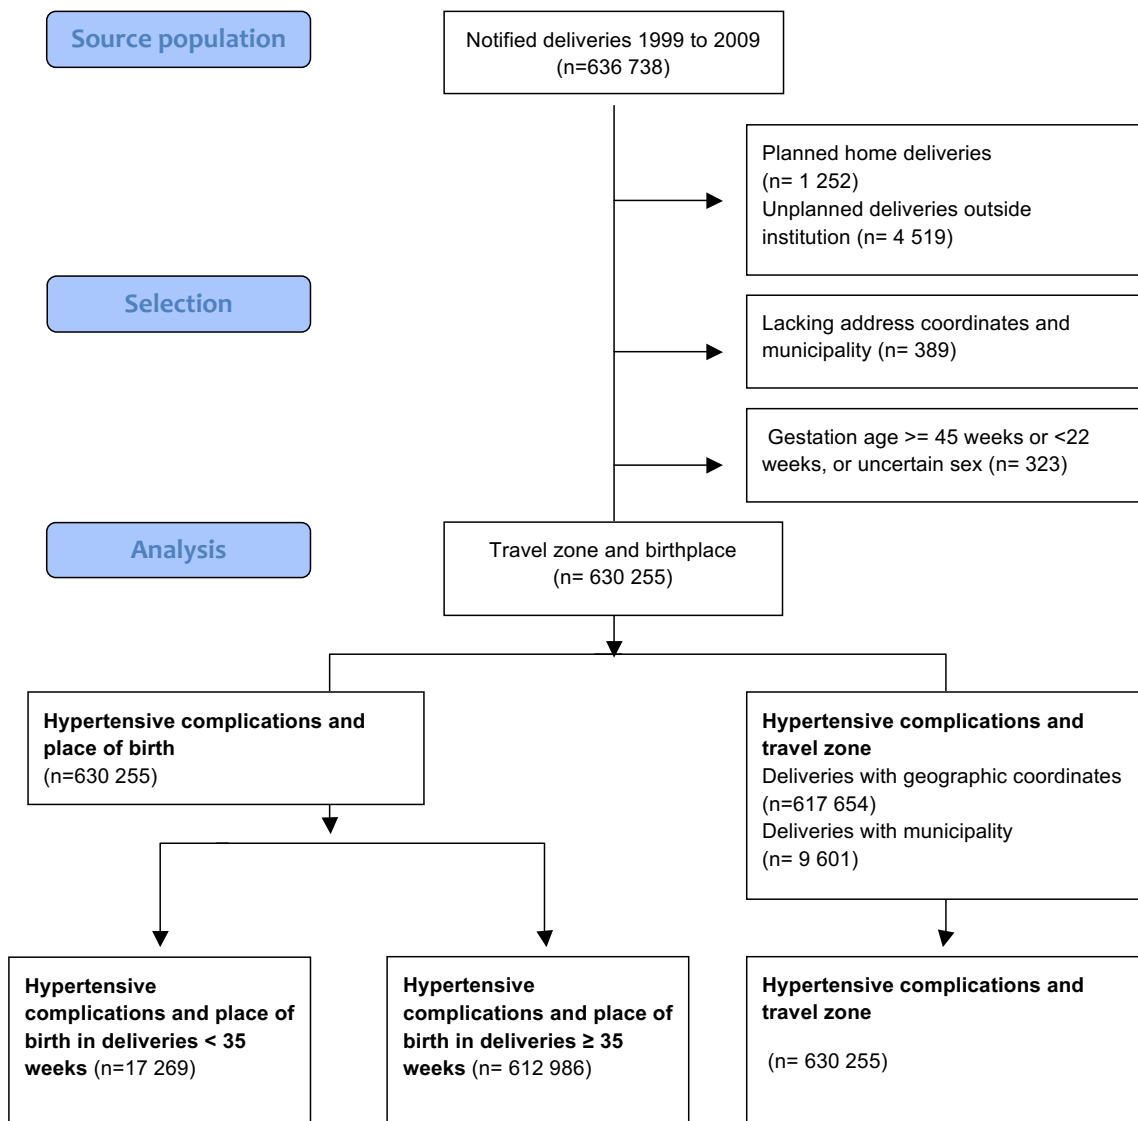 Source population
Notified deliveries 1999 to 2009
(n=636 738)
Planned home deliveries
(n= 1 252)
Unplanned deliveries outside
institution (n= 4 519)
Selection
Lacking address coordinates and
municipality (n= 389)
Gestation age >= 45 weeks or <22
weeks, or uncertain sex (n= 323)
Analysis
Travel zone and birthplace
(n= 630 255)
Hypertensive complications and
place of birth
(n=630 255)
Hypertensive complications and
travel zone
Deliveries with geographic coordinates
(n=617 654)
Deliveries with municipality
(n= 9 601)
Hypertensive
complications and place of
birth in deliveries < 35
weeks (n=17 269)
Hypertensive
complications and place of
birth in deliveries ≥ 35
weeks (n= 612 986)
Hypertensive complications and
travel zone
(n= 630 255)